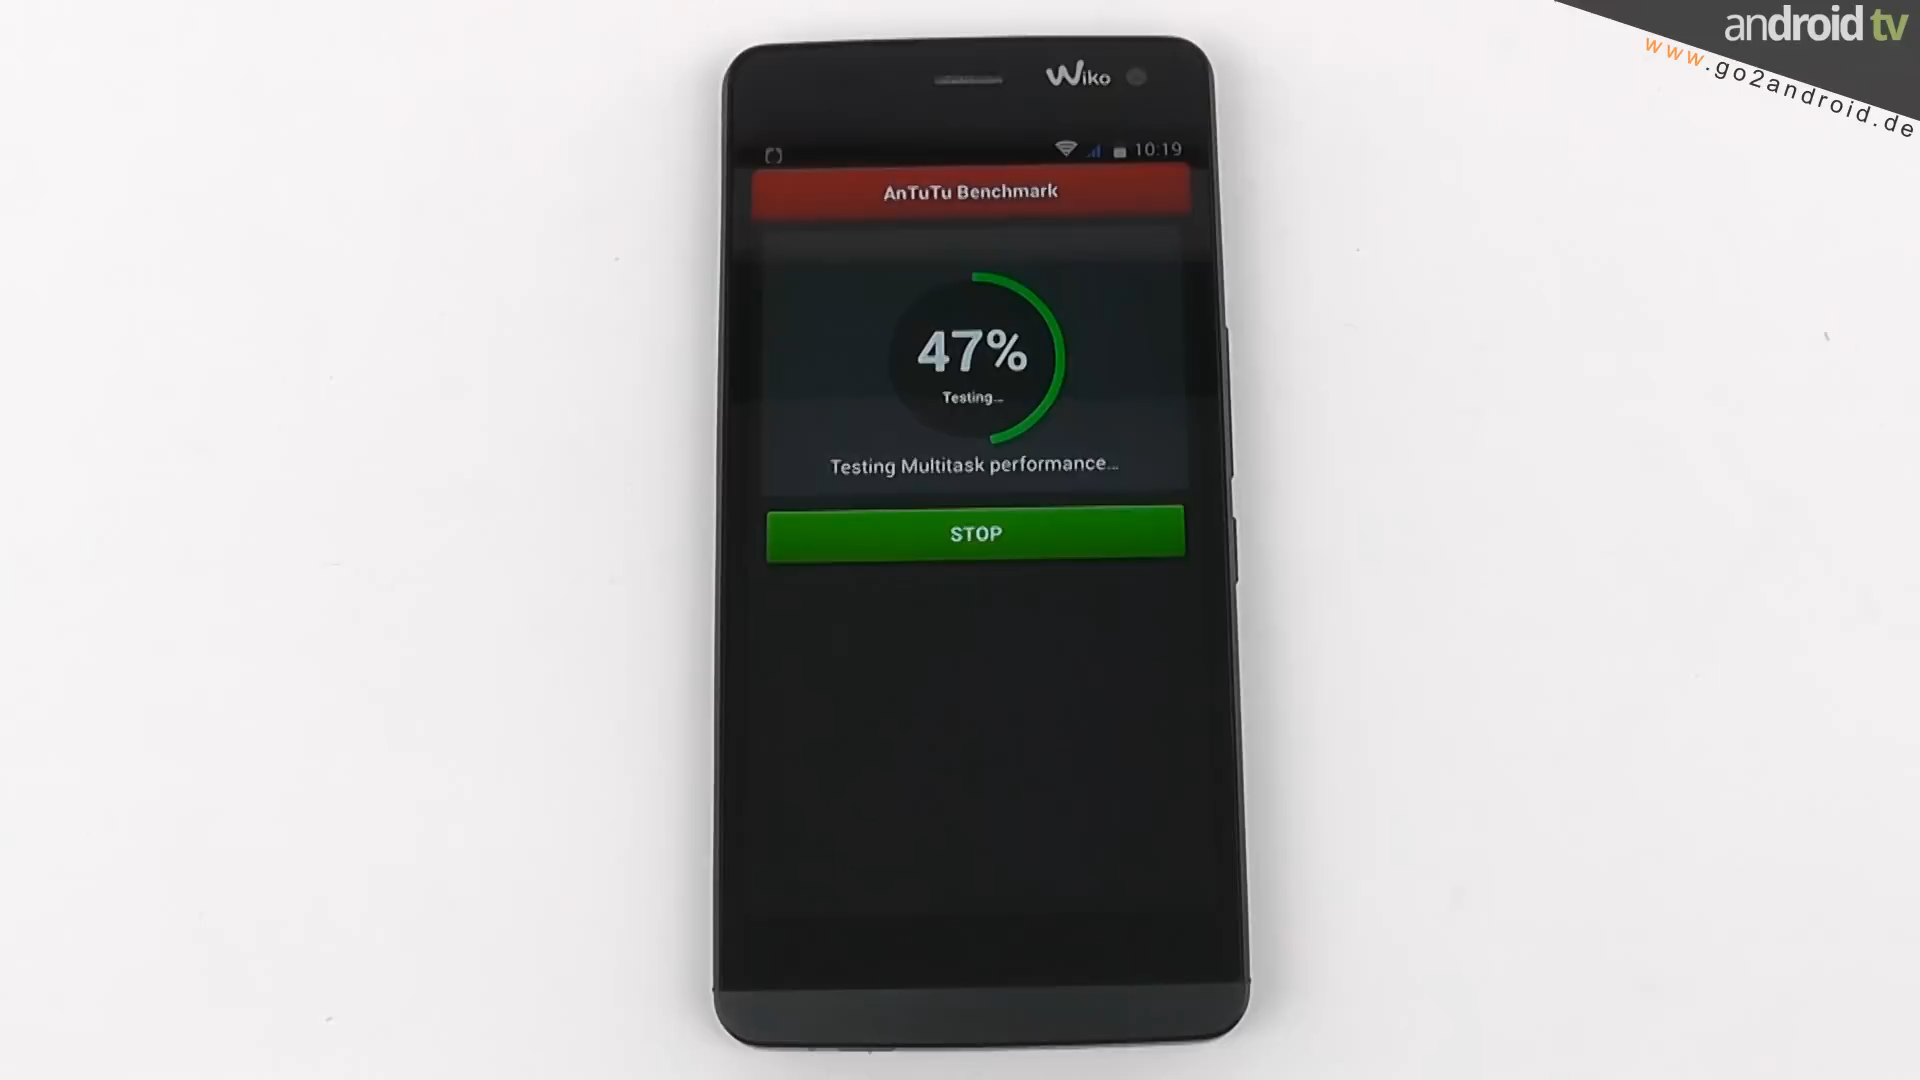 android tv
www.go2android.de
Wiko
10:19
AnTuTu Benchmark
47%
Testing...
Testing Multitask performance...
STOP